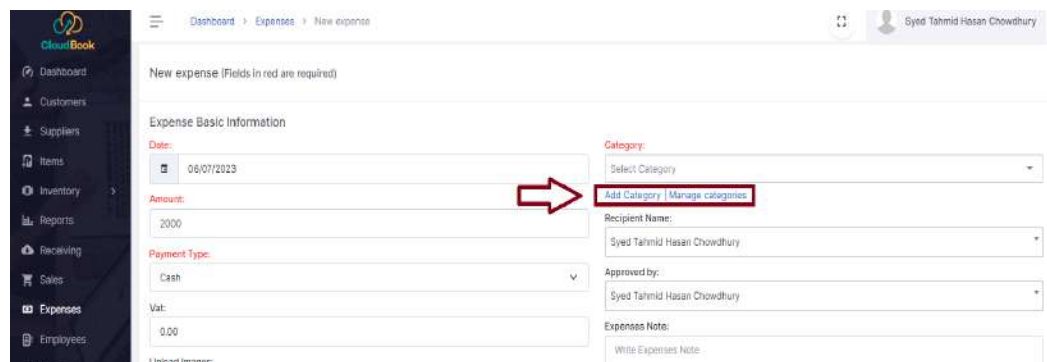 CloudBook
Dashboard > Expenses > New expense
Syed Tahmid Hasan Chowdhury
Dashboard
Customers
Suppliers
Items
Inventory >
Reports
Receiving
Sales
Expenses
Employees
New expense (Fields in red are required)
Expense Basic Information
Date:
06/07/2023
Amount:
2000
Payment Type:
Cash
Vat:
0.00
Upload Images:
Category:
Select Category
Add Category | Manage categories
Recipient Name:
Syed Tahmid Hasan Chowdhury
Approved by:
Syed Tahmid Hasan Chowdhury
Expenses Note:
Write Expenses Note